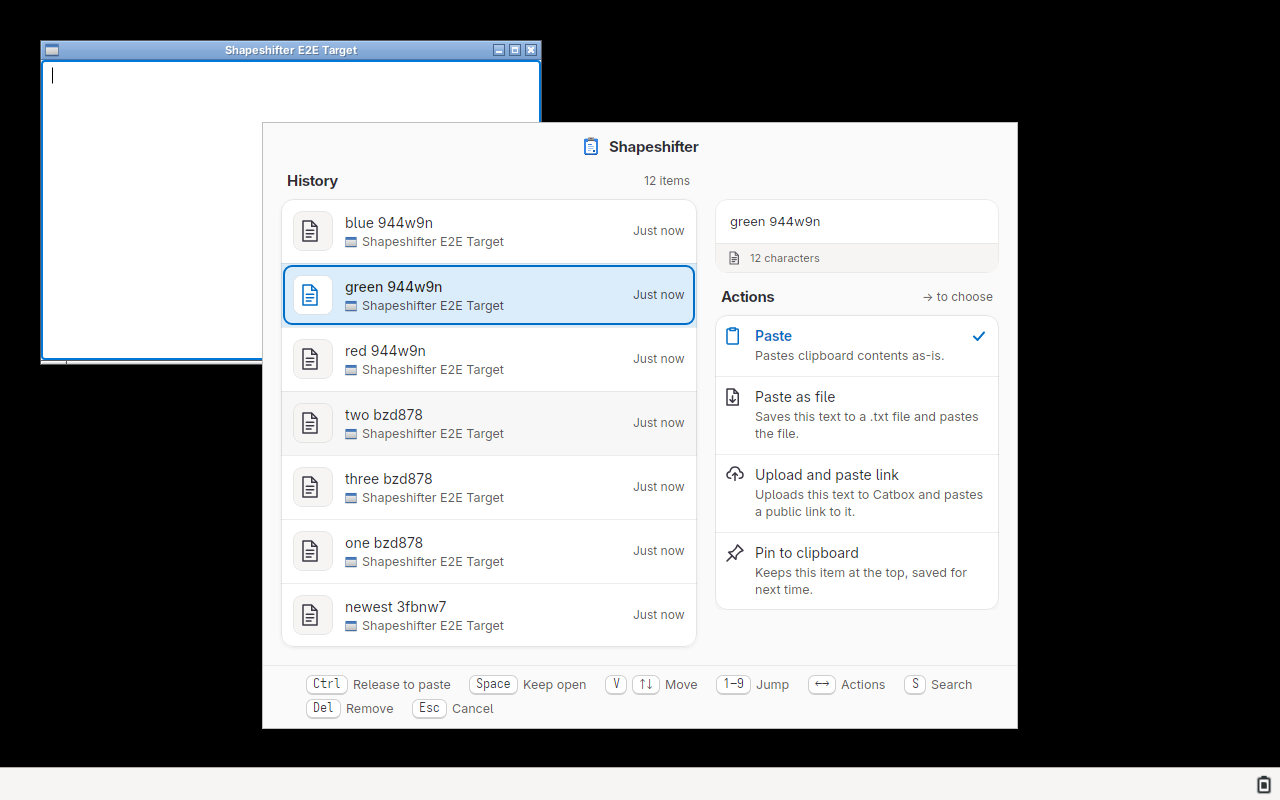 Shapeshifter E2E Target
Shapeshifter
History
12 items
blue 944w9n
Shapeshifter E2E Target
Just now
green 944w9n
Shapeshifter E2E Target
Just now
red 944w9n
Shapeshifter E2E Target
Just now
two bzd878
Shapeshifter E2E Target
Just now
three bzd878
Shapeshifter E2E Target
Just now
one bzd878
Shapeshifter E2E Target
Just now
newest 3fbnw7
Shapeshifter E2E Target
Just now
green 944w9n
12 characters
Actions
→ to choose
Paste
Pastes clipboard contents as-is.
Paste as file
Saves this text to a .txt file and pastes
the file.
Upload and paste link
Uploads this text to Catbox and pastes
a public link to it.
Pin to clipboard
Keeps this item at the top, saved for
next time.
Ctrl Release to paste Space Keep open V ↑↓ Move 1–9 Jump ←→ Actions S Search
Del Remove Esc Cancel